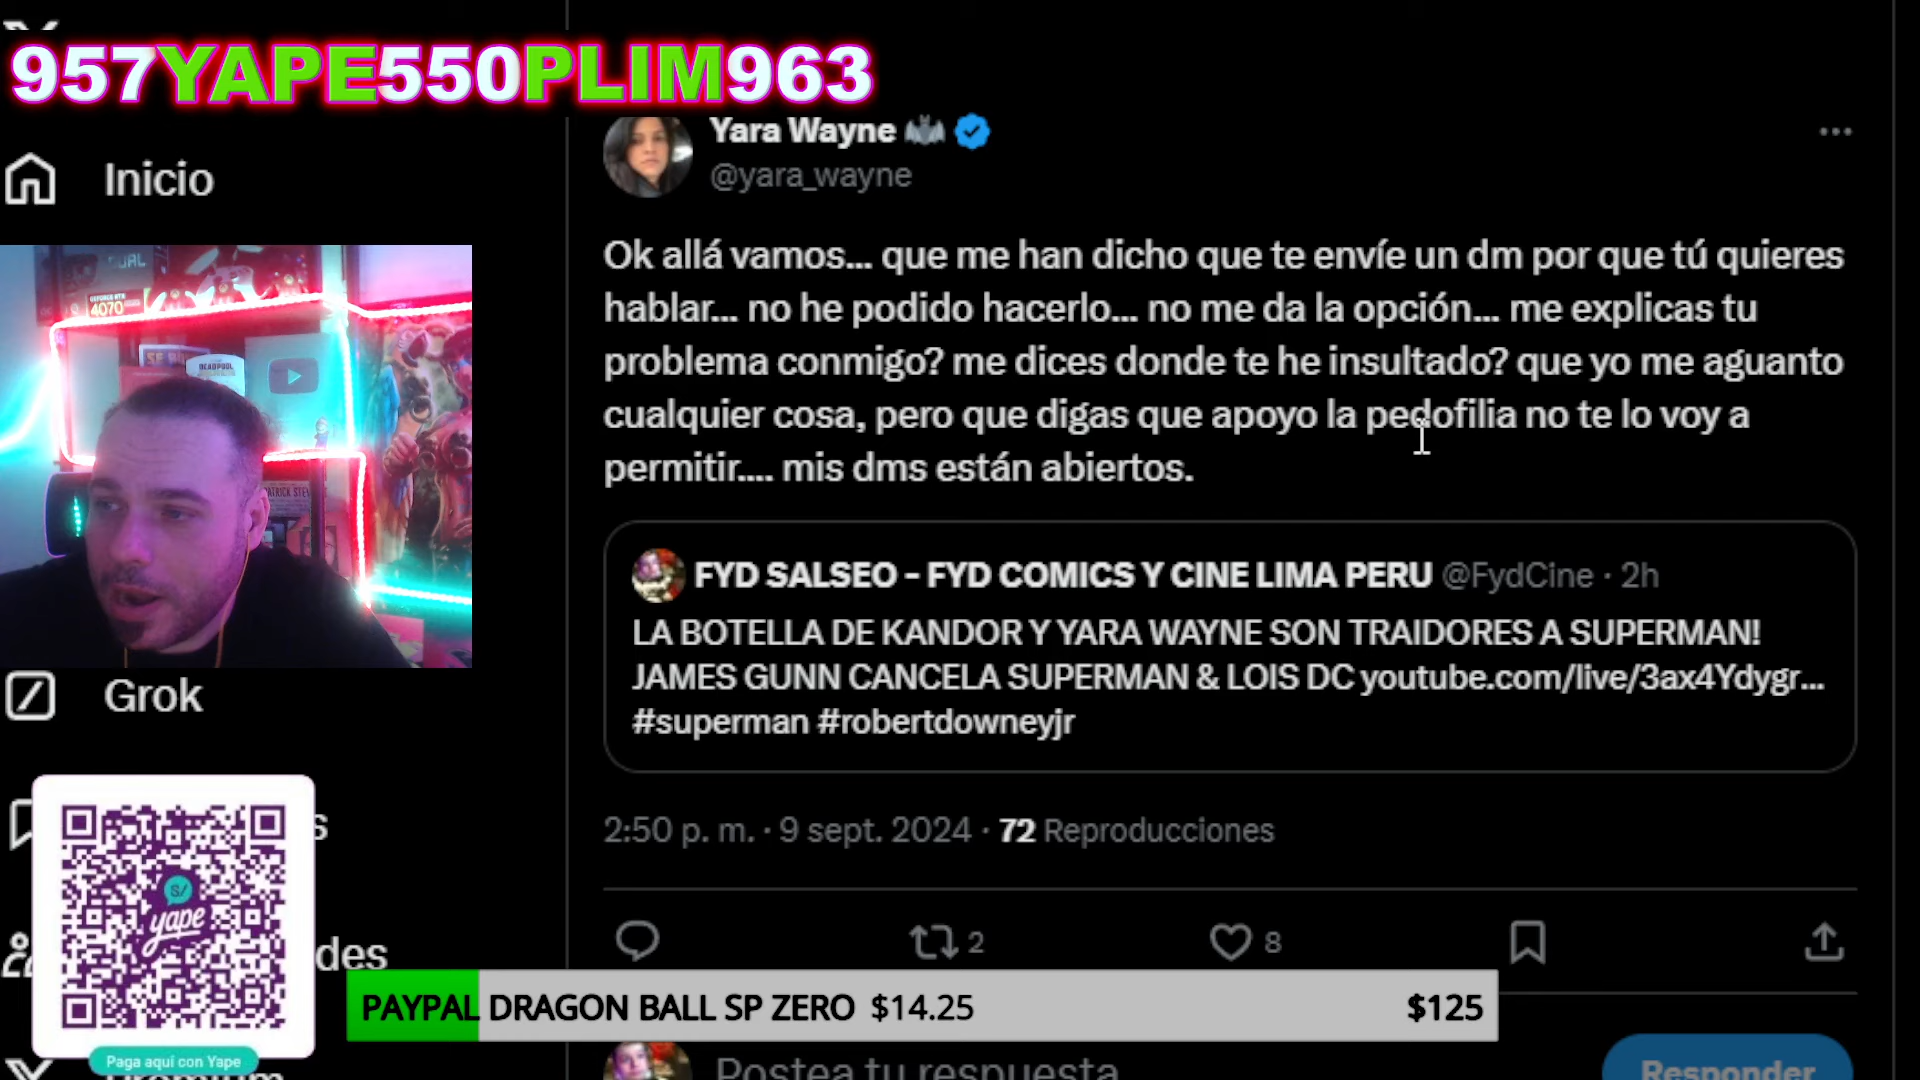 957YAPE550PLIM963
Yara Wayne
@yara_wayne
Inicio
Ok allá vamos... que me han dicho que te envíe un dm por que tú quieres
hablar... no he podido hacerlo... no me da la opción... me explicas tu
problema conmigo? me dices donde te he insultado? que yo me aguanto
cualquier cosa, pero que digas que apoyo la pedofilia no te lo voy a
permitir.... mis dms están abiertos.
GEFORCE RTX
4070
DEADPOOL
FYD SALSEO - FYD COMICS Y CINE LIMA PERU @FydCine · 2h
LA BOTELLA DE KANDOR Y YARA WAYNE SON TRAIDORES A SUPERMAN!
JAMES GUNN CANCELA SUPERMAN & LOIS DC youtube.com/live/3ax4Ydygr...
#superman #robertdowneyjr
Grok
2:50 p. m. · 9 sept. 2024 · 72 Reproducciones
S/
yape
des
2
8
PAYPAL DRAGON BALL SP ZERO $14.25 $125
Paga aquí con Yape
Postea tu respuesta
Responder